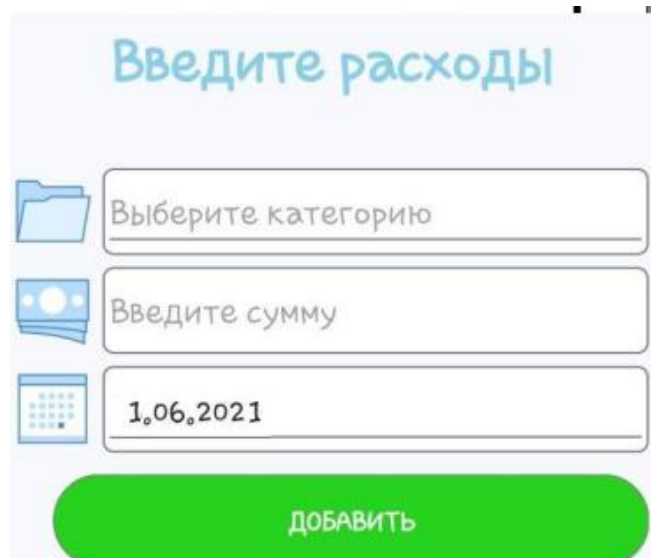 Введите расходы
Выберите категорию
Введите сумму
1.06.2021
ДОБАВИТЬ